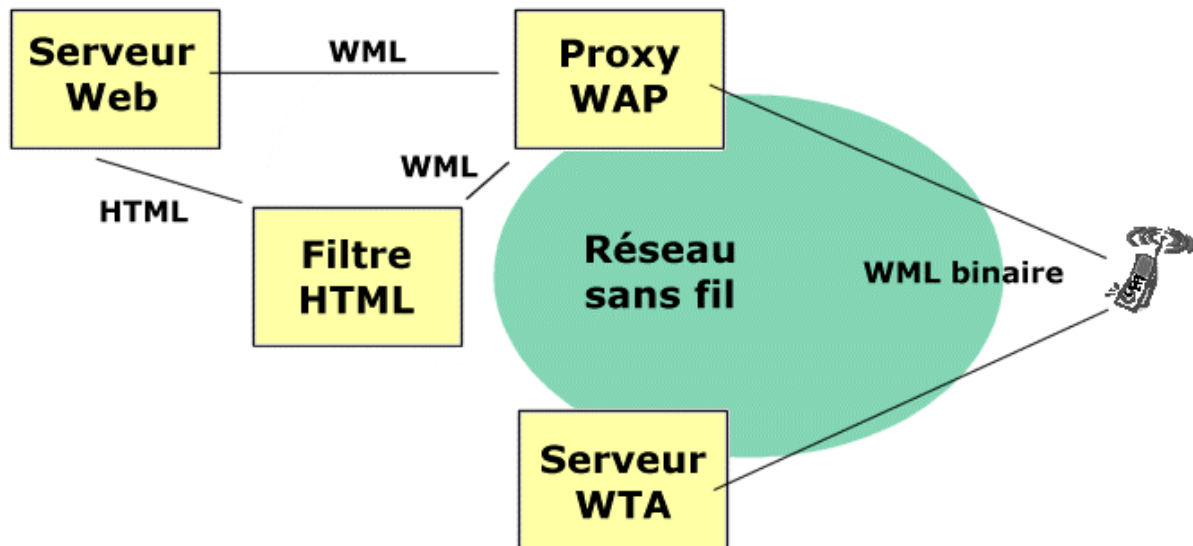 Serveur
Web
WML
Proxy
WAP
WML
HTML
Filtre
HTML
Réseau
sans fil
WML binaire
Serveur
WTA